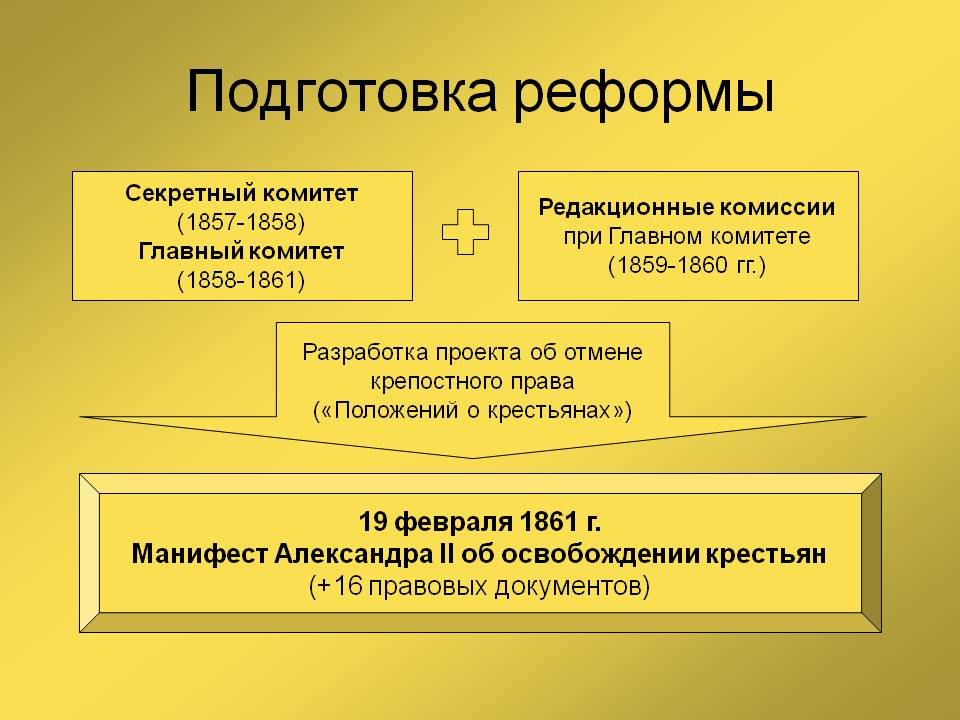 Подготовка реформы
Секретный комитет
(1857-1858)
Главный комитет
(1858-1861)
Редакционные комиссии
при Главном комитете
(1859-1860 гг.)
Разработка проекта об отмене
крепостного права
(«Положений о крестьянах»)
19 февраля 1861 г.
Манифест Александра II об освобождении крестьян
(+16 правовых документов)